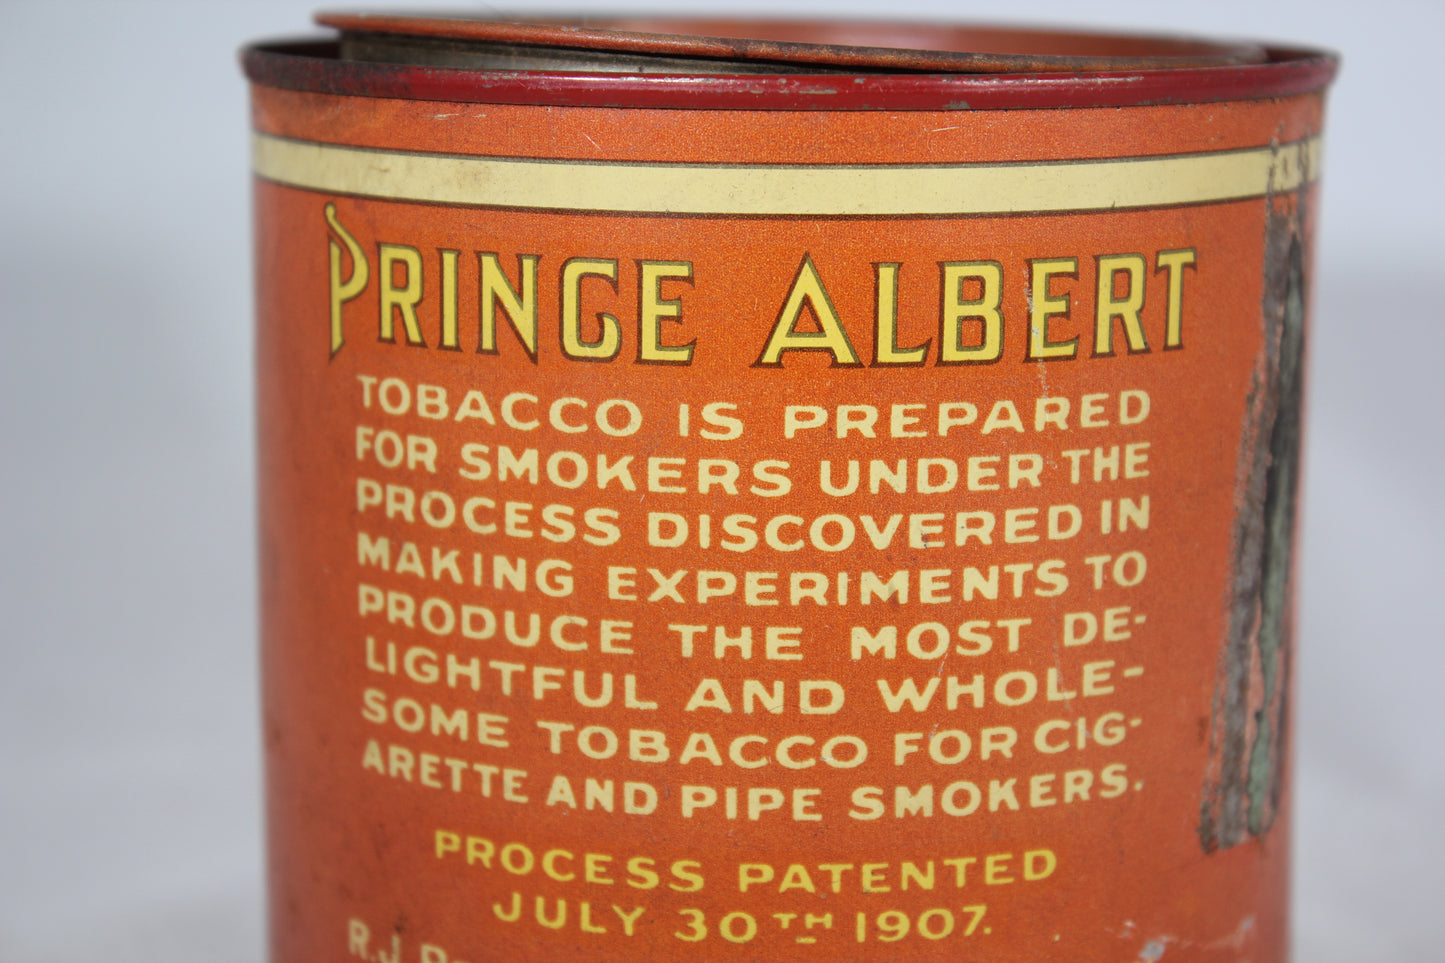 PRINCE ALBERT
TOBACCO IS PREPARED
FOR SMOKERS UNDER THE
PROCESS DISCOVERED IN
MAKING EXPERIMENTS TO
PRODUCE THE MOST DE-
LIGHTFUL AND WHOLE-
SOME TOBACCO FOR CIG-
ARETTE AND PIPE SMOKERS.
PROCESS PATENTED
JULY 30TH 1907.
R.J.